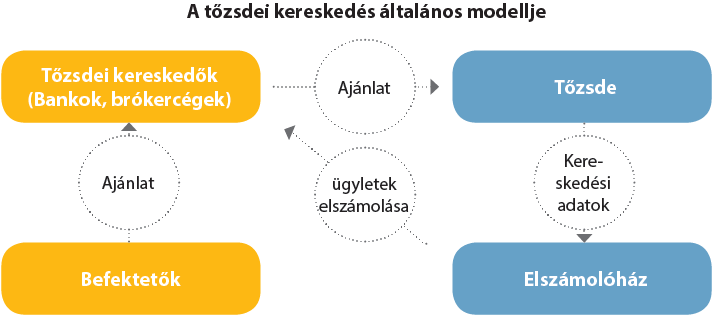 A tőzsdei kereskedés általános modellje
Tőzsdei kereskedők
(Bankok, brókercégek)
Ajánlat
Tőzsde
Ajánlat
ügyletek
elszámolása
Kere-
skedési
adatok
Befektetők
Elszámolóház